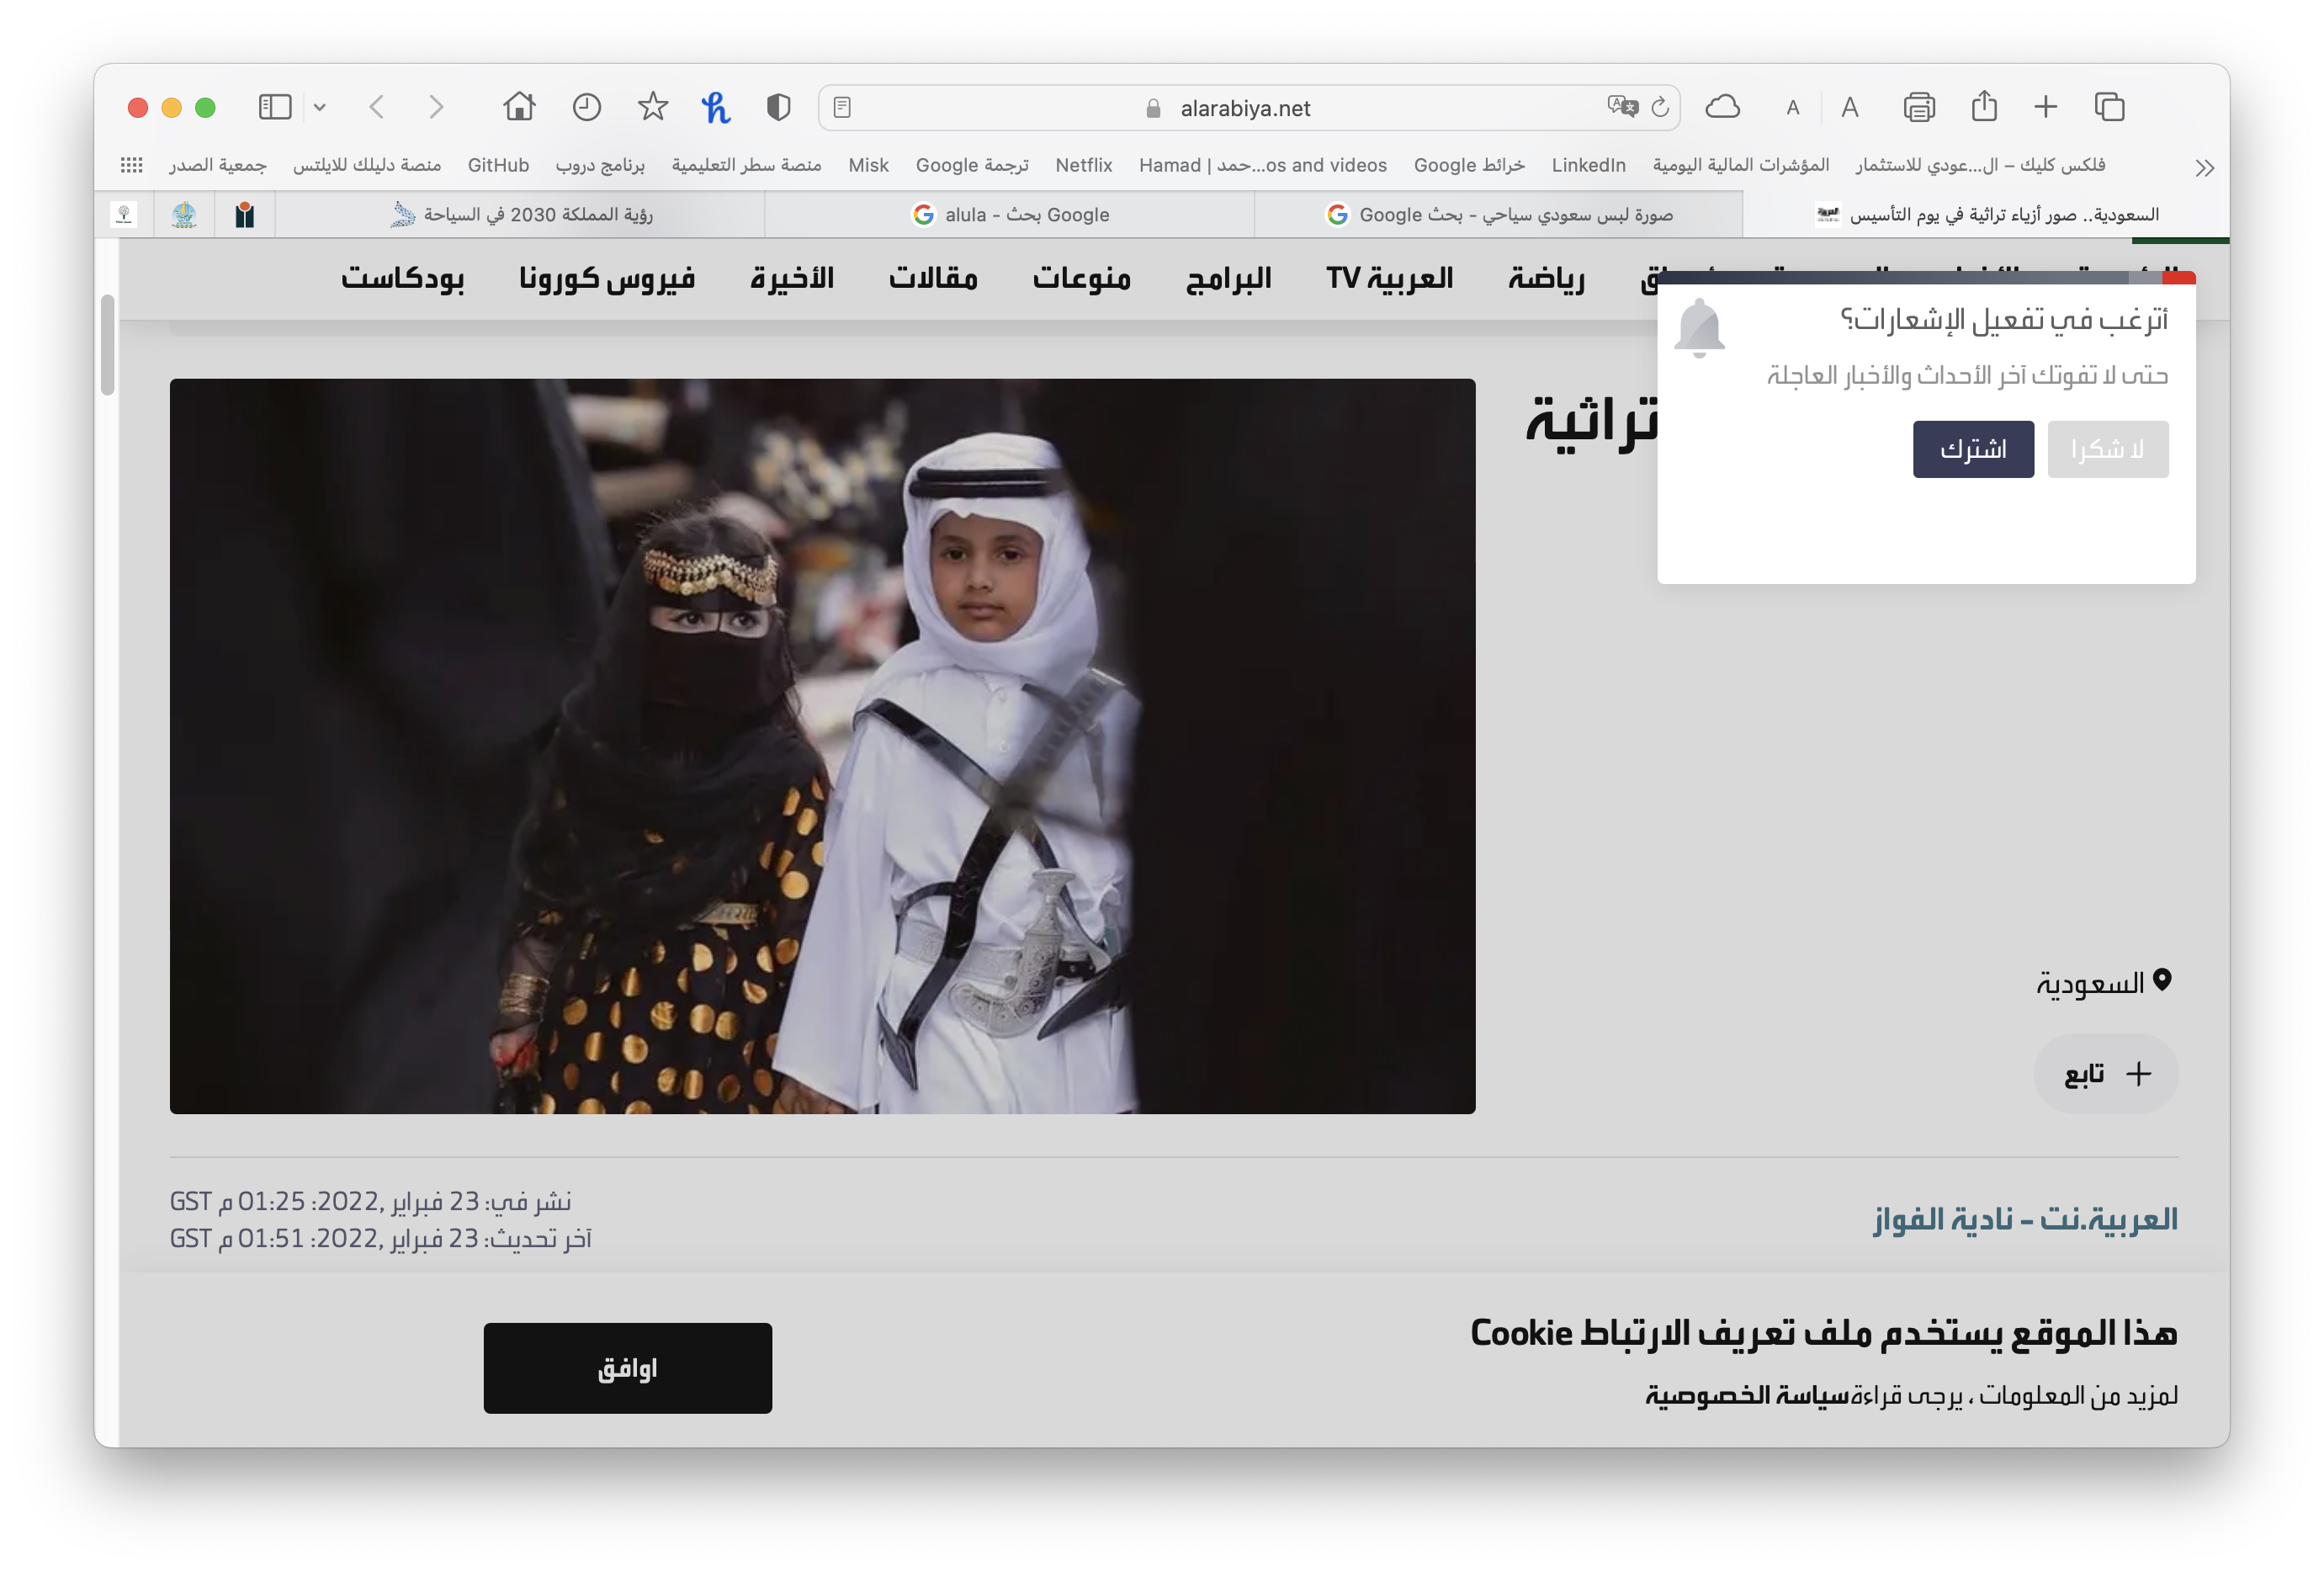 alarabiya.net
A A
جمعية الصدر
منصة دليلك للايلتس
GitHub
برنامج دروب
منصة سطر التعليمية
Misk
ترجمة Google
Netflix
Hamad | حمد...os and videos
خرائط Google
LinkedIn
المؤشرات المالية اليومية
فلكس كليك – ال...عودي للاستثمار
رؤية المملكة 2030 في السياحة
alula - بحث Google
صورة لبس سعودي سياحي - بحث Google
السعودية.. صور أزياء تراثية في يوم التأسيس
رياضة العربية TV البرامج منوعات مقالات الأخيرة فيروس كورونا بودكاست
أترغب في تفعيل الإشعارات؟
حتى لا تفوتك آخر الأحداث والأخبار العاجلة
لا شكرا
اشترك
تراثية
السعودية
تابع
العربية.نت - نادية الفواز
نشر في: 23 فبراير ,2022: 01:25 م GST
آخر تحديث: 23 فبراير ,2022: 01:51 م GST
هذا الموقع يستخدم ملف تعريف الارتباط Cookie
لمزيد من المعلومات ، يرجى قراءة سياسة الخصوصية
اوافق